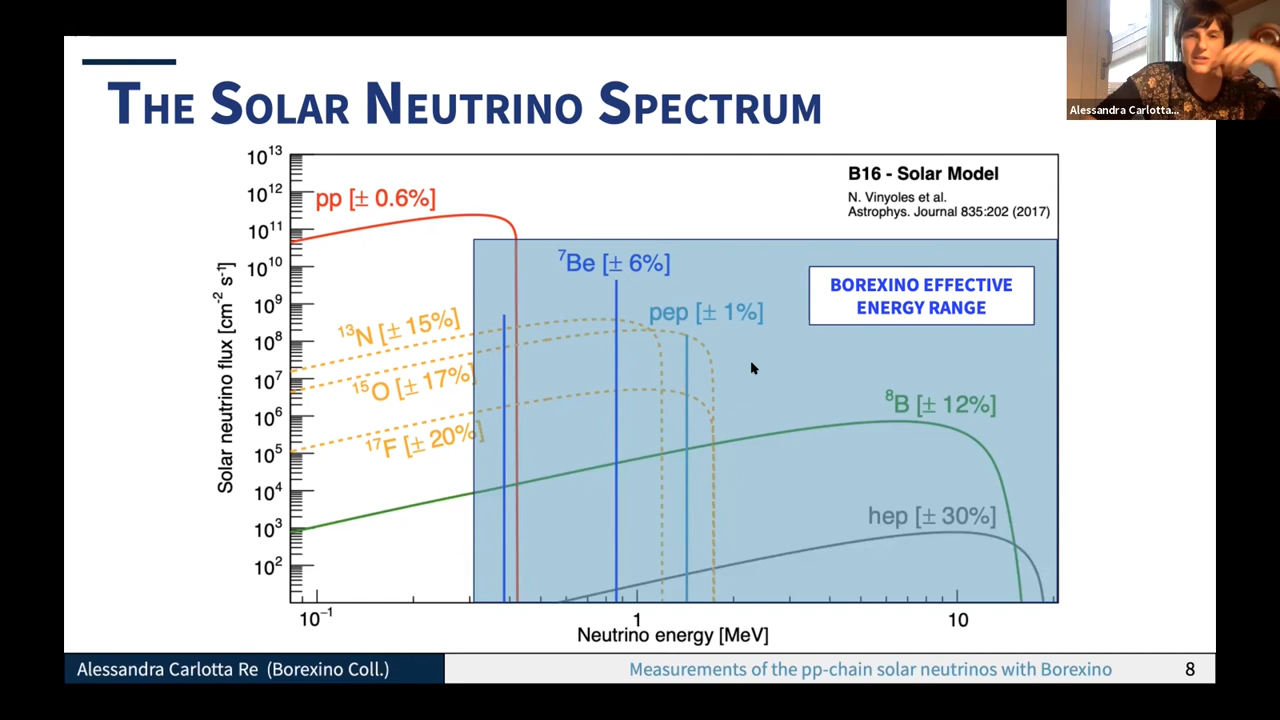 THE SOLAR NEUTRINO SPECTRUM
Alessandra Carlotta...
B16 - Solar Model
N. Vinyoles et al.
Astrophys. Journal 835:202 (2017)
BOREXINO EFFECTIVE
ENERGY RANGE
pp [± 0.6%]
⁷Be [± 6%]
pep [± 1%]
¹³N [± 15%]
¹⁵O [± 17%]
¹⁷F [± 20%]
⁸B [± 12%]
hep [± 30%]
Solar neutrino flux [cm⁻² s⁻¹]
10¹³
10¹²
10¹¹
10¹⁰
10⁹
10⁸
10⁷
10⁶
10⁵
10⁴
10³
10²
10⁻¹ 1 10
Neutrino energy [MeV]
Alessandra Carlotta Re (Borexino Coll.)
Measurements of the pp-chain solar neutrinos with Borexino
8